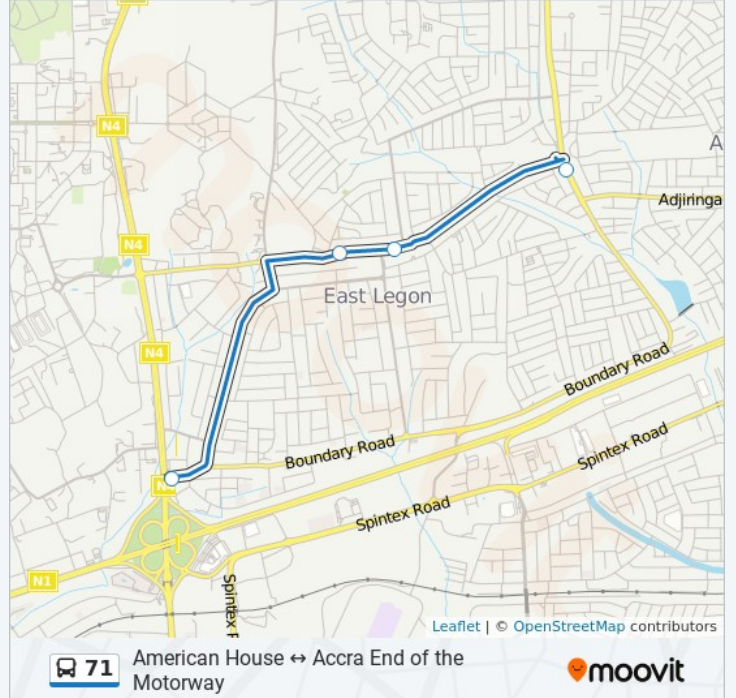 N4
N4
A
Adjiringa
N4
East Legon
N4
Boundary Road
Boundary Road
Spintex Road
Spintex Road
N1
Leaflet | © OpenStreetMap contributors
71
American House ↔ Accra End of the
Motorway
moovit